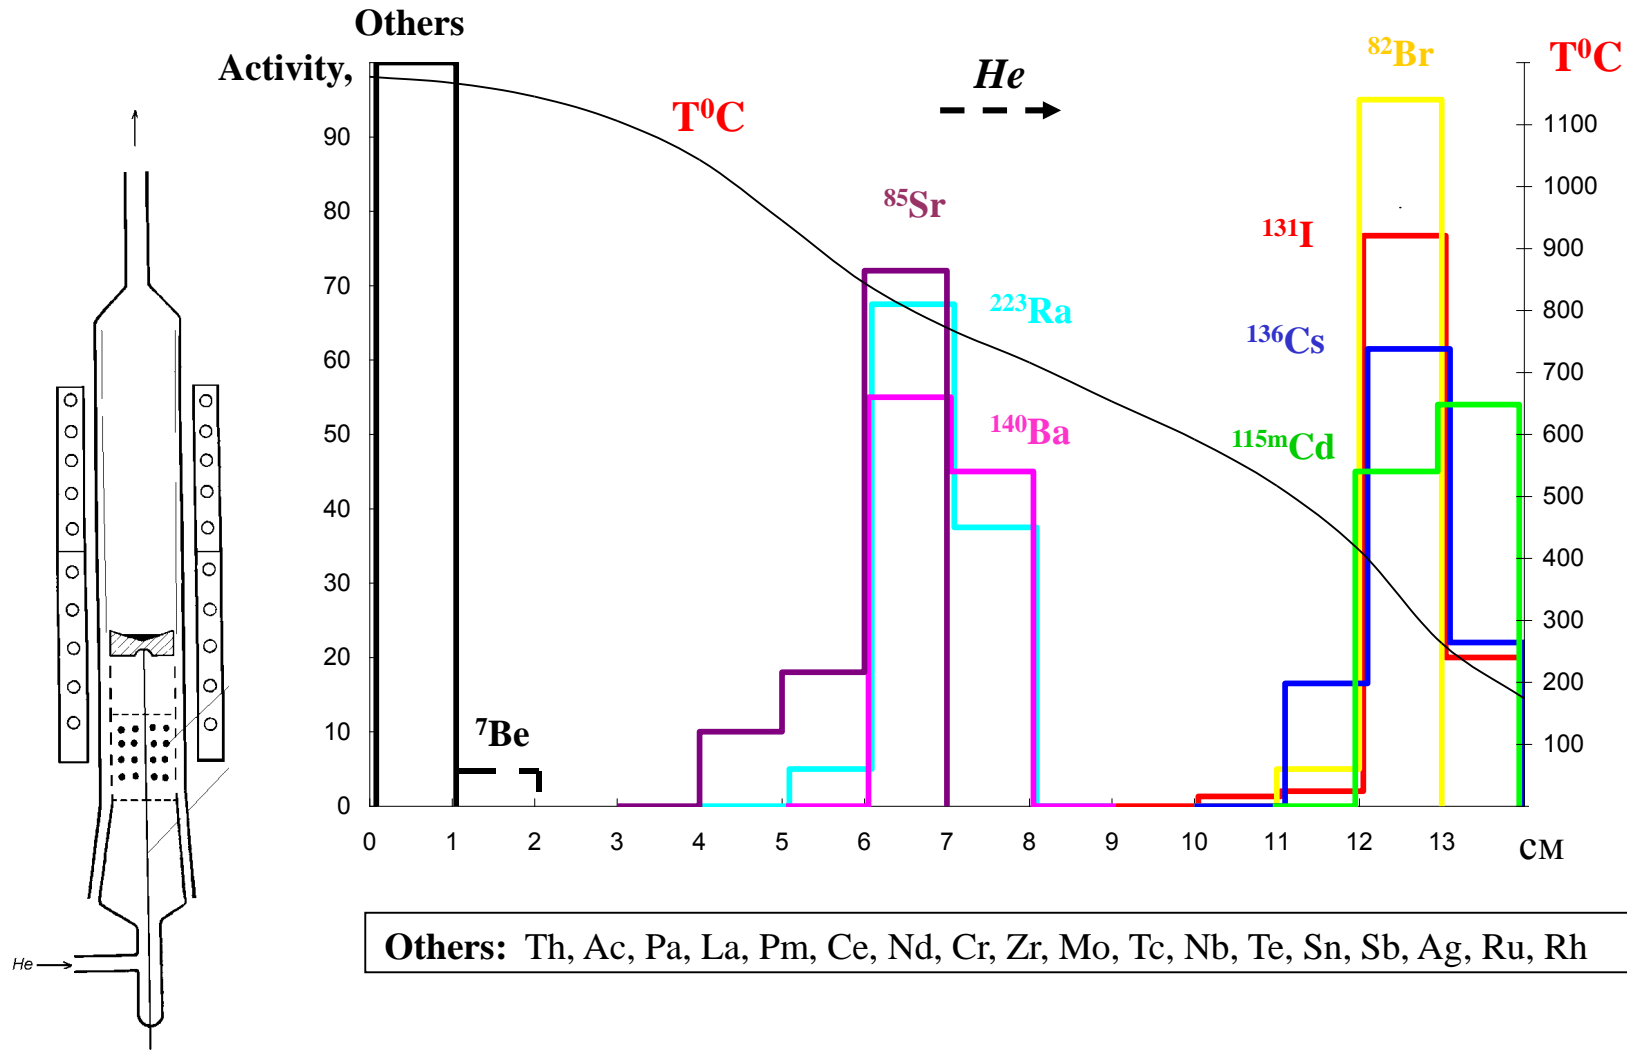 Others
Activity,
He
⁸²Br
T⁰C
T⁰C
⁸⁵Sr
¹³¹I
²²³Ra
¹³⁶Cs
¹⁴⁰Ba
¹¹⁵ᵐCd
⁷Be
90
80
70
60
50
40
30
20
10
0
1100
1000
900
800
700
600
500
400
300
200
100
0 1 2 3 4 5 6 7 8 9 10 11 12 13 см
Others: Th, Ac, Pa, La, Pm, Ce, Nd, Cr, Zr, Mo, Tc, Nb, Te, Sn, Sb, Ag, Ru, Rh
He